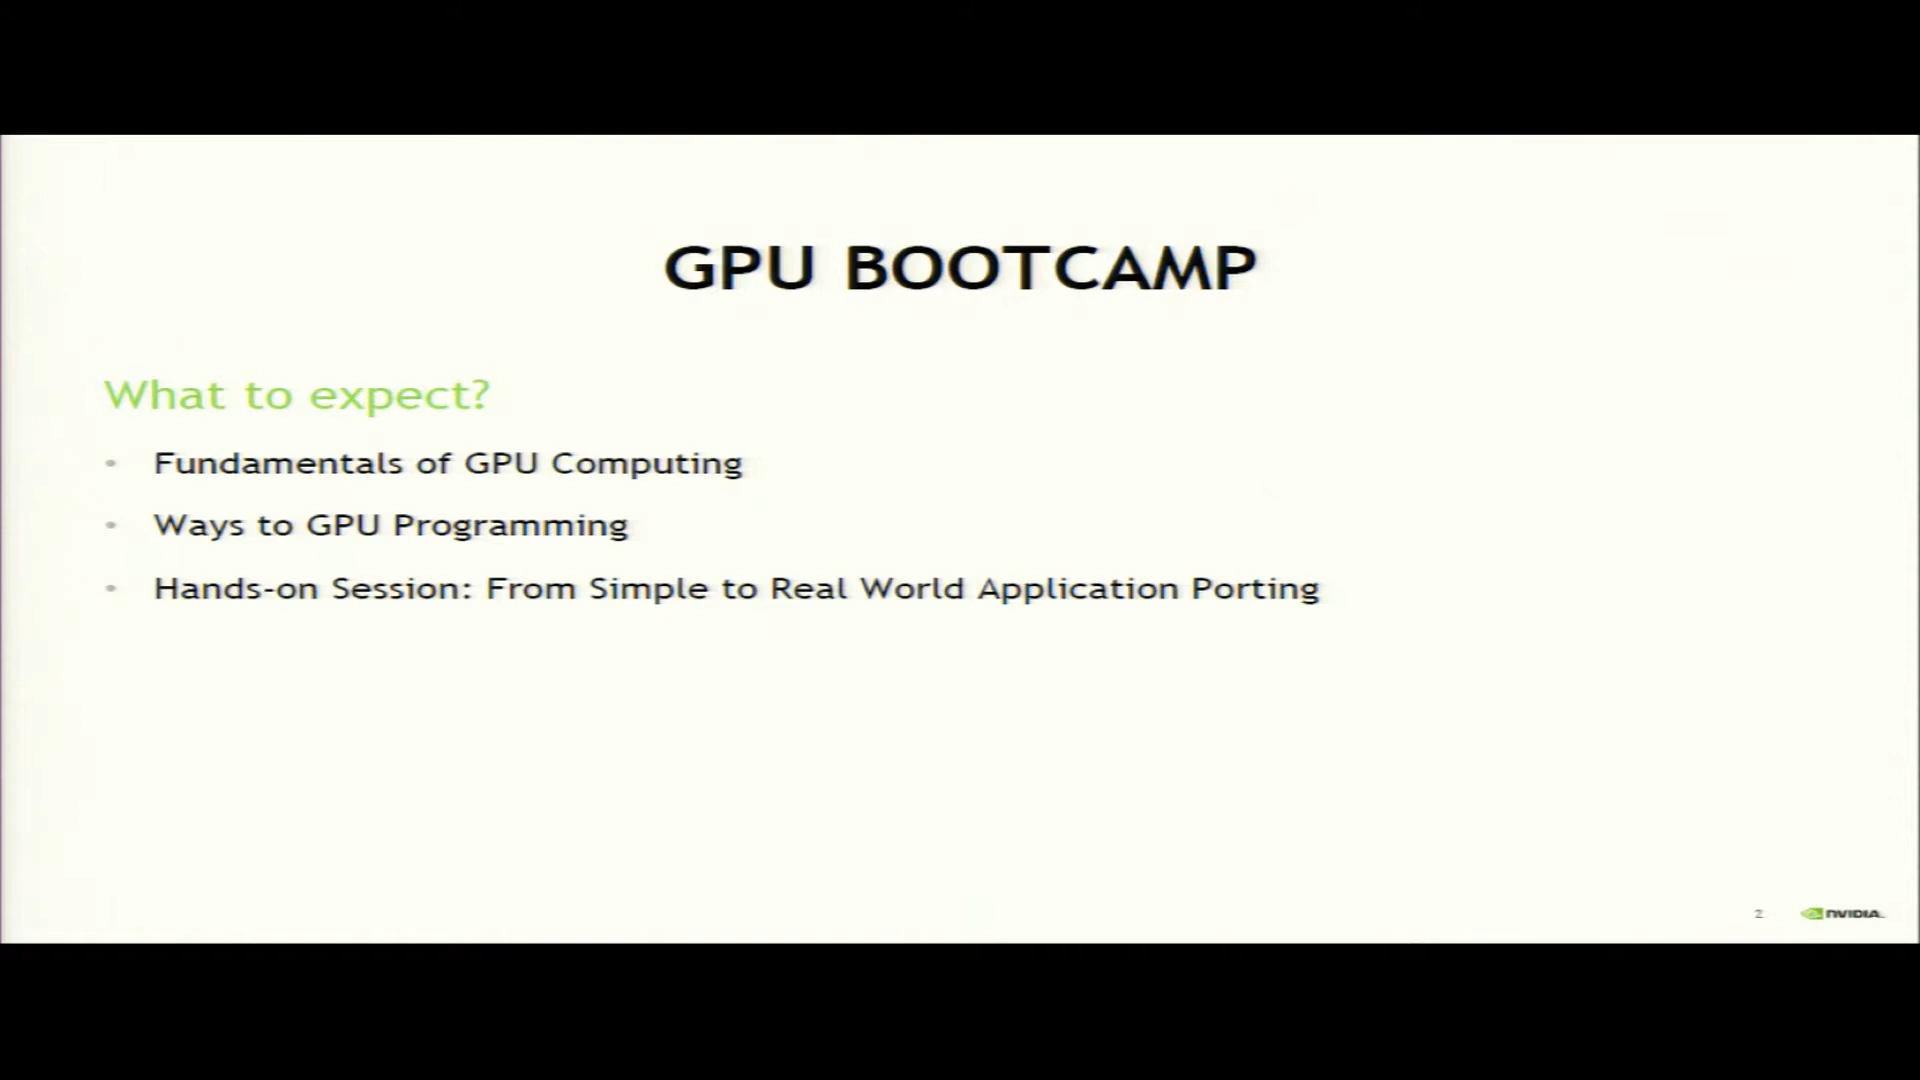 GPU BOOTCAMP
What to expect?
• Fundamentals of GPU Computing
• Ways to GPU Programming
• Hands-on Session: From Simple to Real World Application Porting
2 NVIDIA.